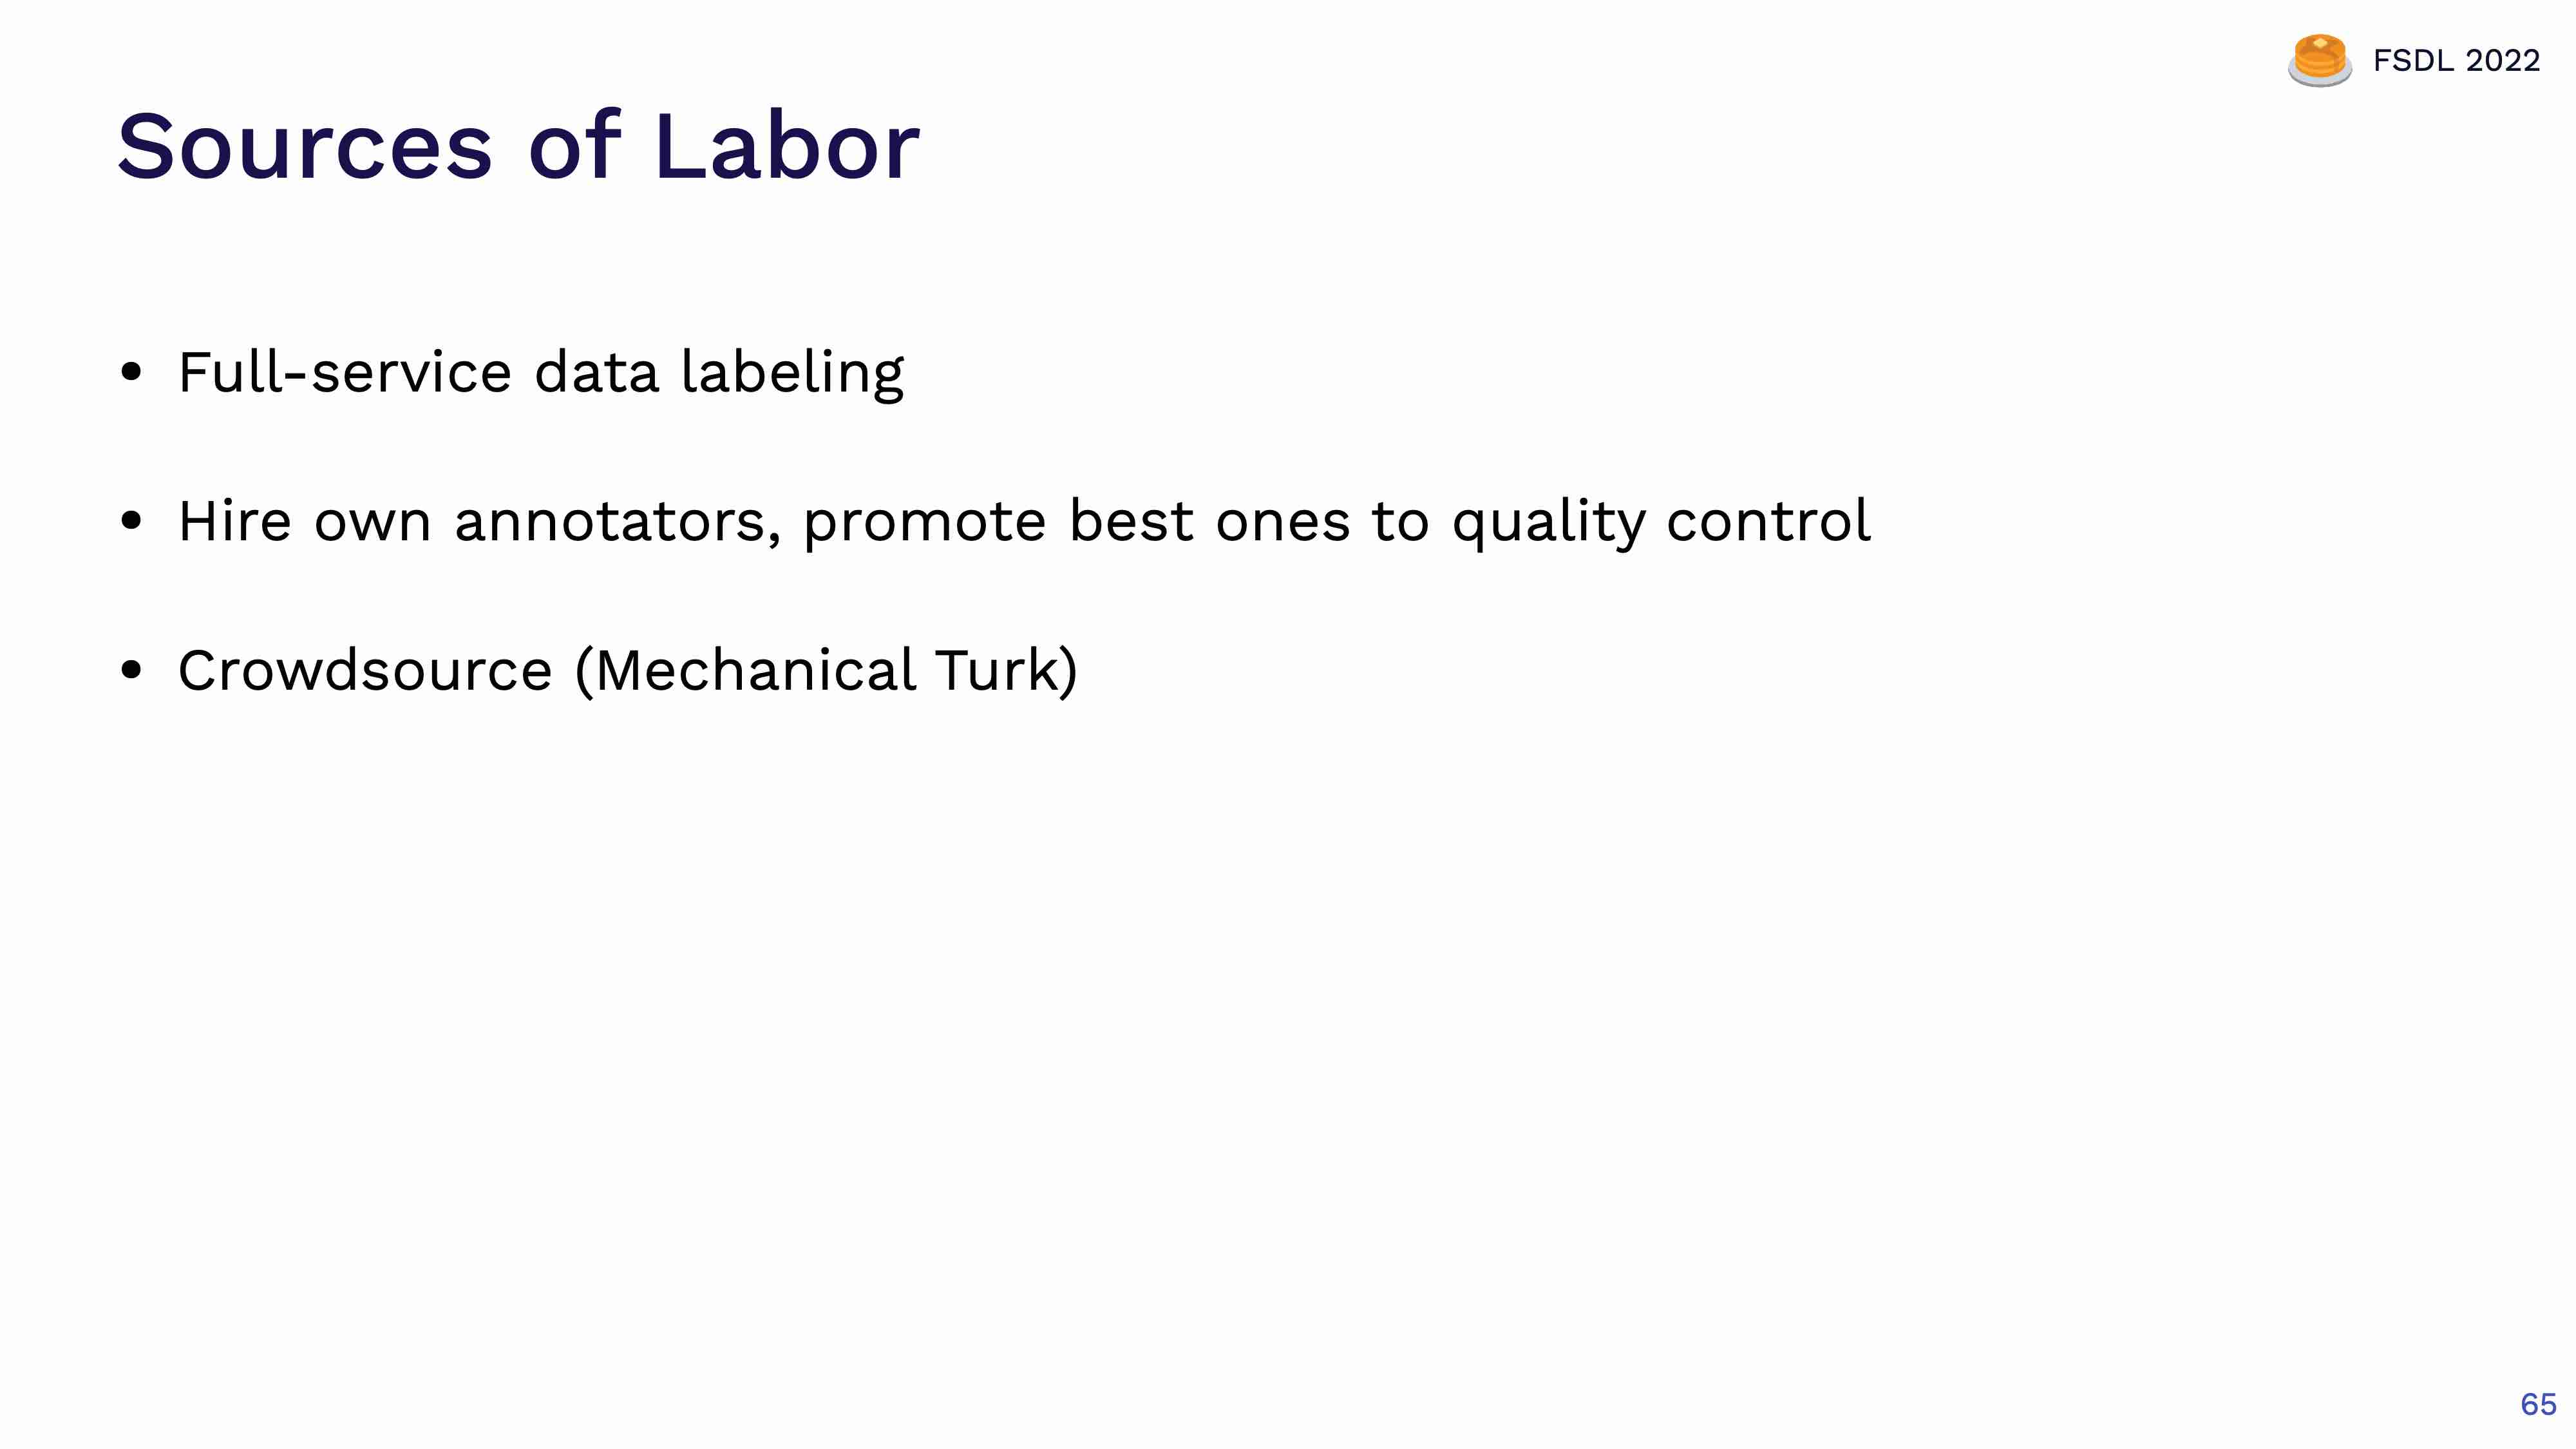 FSDL 2022
Sources of Labor
• Full-service data labeling
• Hire own annotators, promote best ones to quality control
• Crowdsource (Mechanical Turk)
65